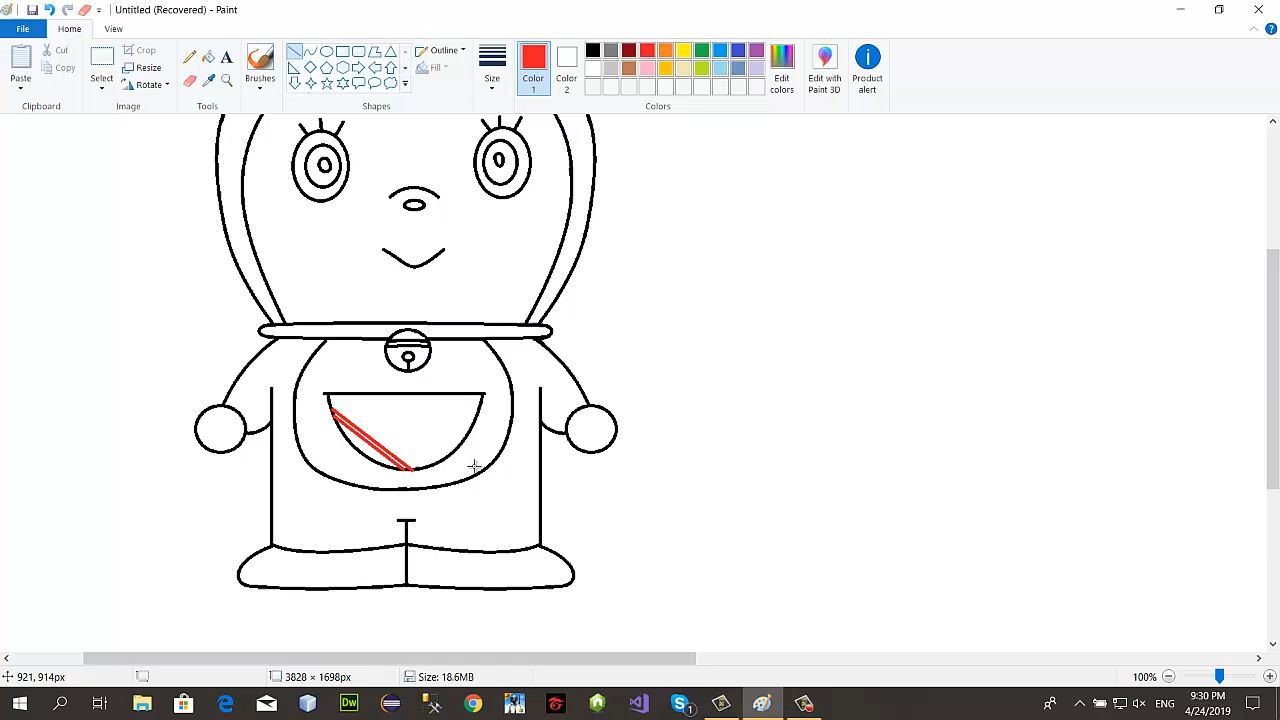 Untitled (Recovered) - Paint
File
Home
View
Paste
Cut
Copy
Clipboard
Select
Crop
Resize
Rotate
Image
A
Tools
Brushes
Outline
Fill
Shapes
Size
Color
1
Color
2
Edit
colors
Colors
Edit with
Paint 3D
Product
alert
921, 914px
3828 × 1698px
Size: 18.6MB
100%
Dw
1
ENG
9:30 PM
4/24/2019